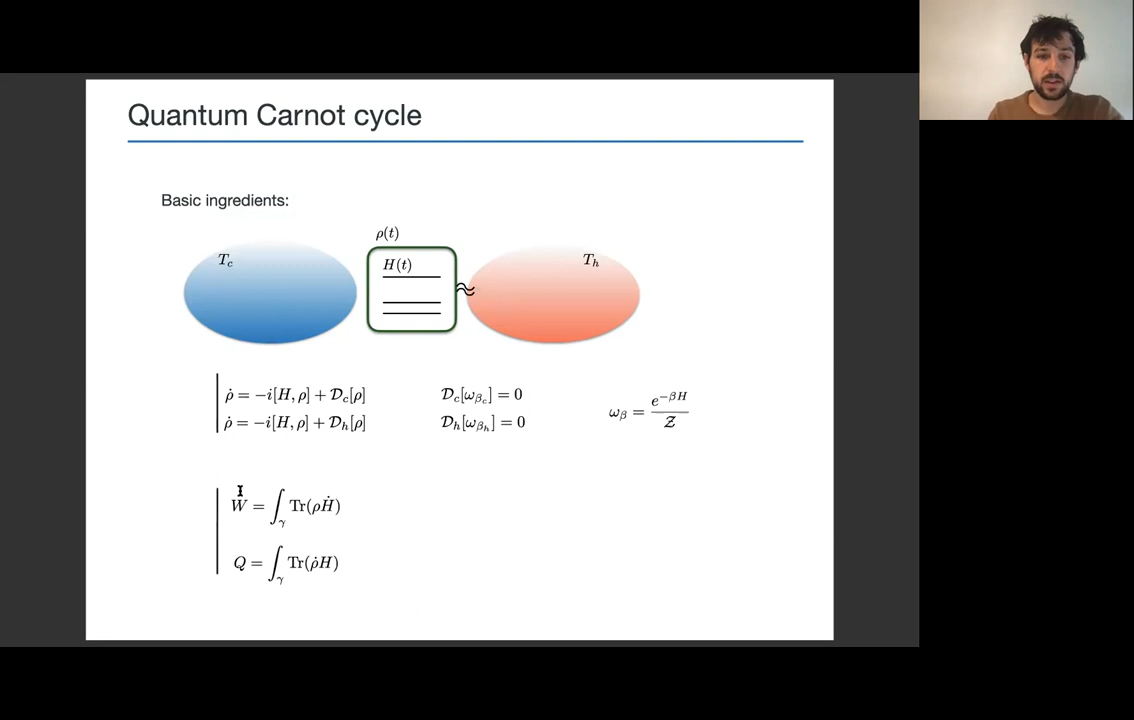 Quantum Carnot cycle
Basic ingredients:
ρ(t)
T_c
H(t)
T_h
≈
ρ̇ = −i[H, ρ] + 𝒟_c[ρ]
𝒟_c[ω_{β_c}] = 0
ρ̇ = −i[H, ρ] + 𝒟_h[ρ]
𝒟_h[ω_{β_h}] = 0
ω_β = e^{−βH} / 𝒵
W = ∫_γ Tr(ρḢ)
Q = ∫_γ Tr(ρ̇H)